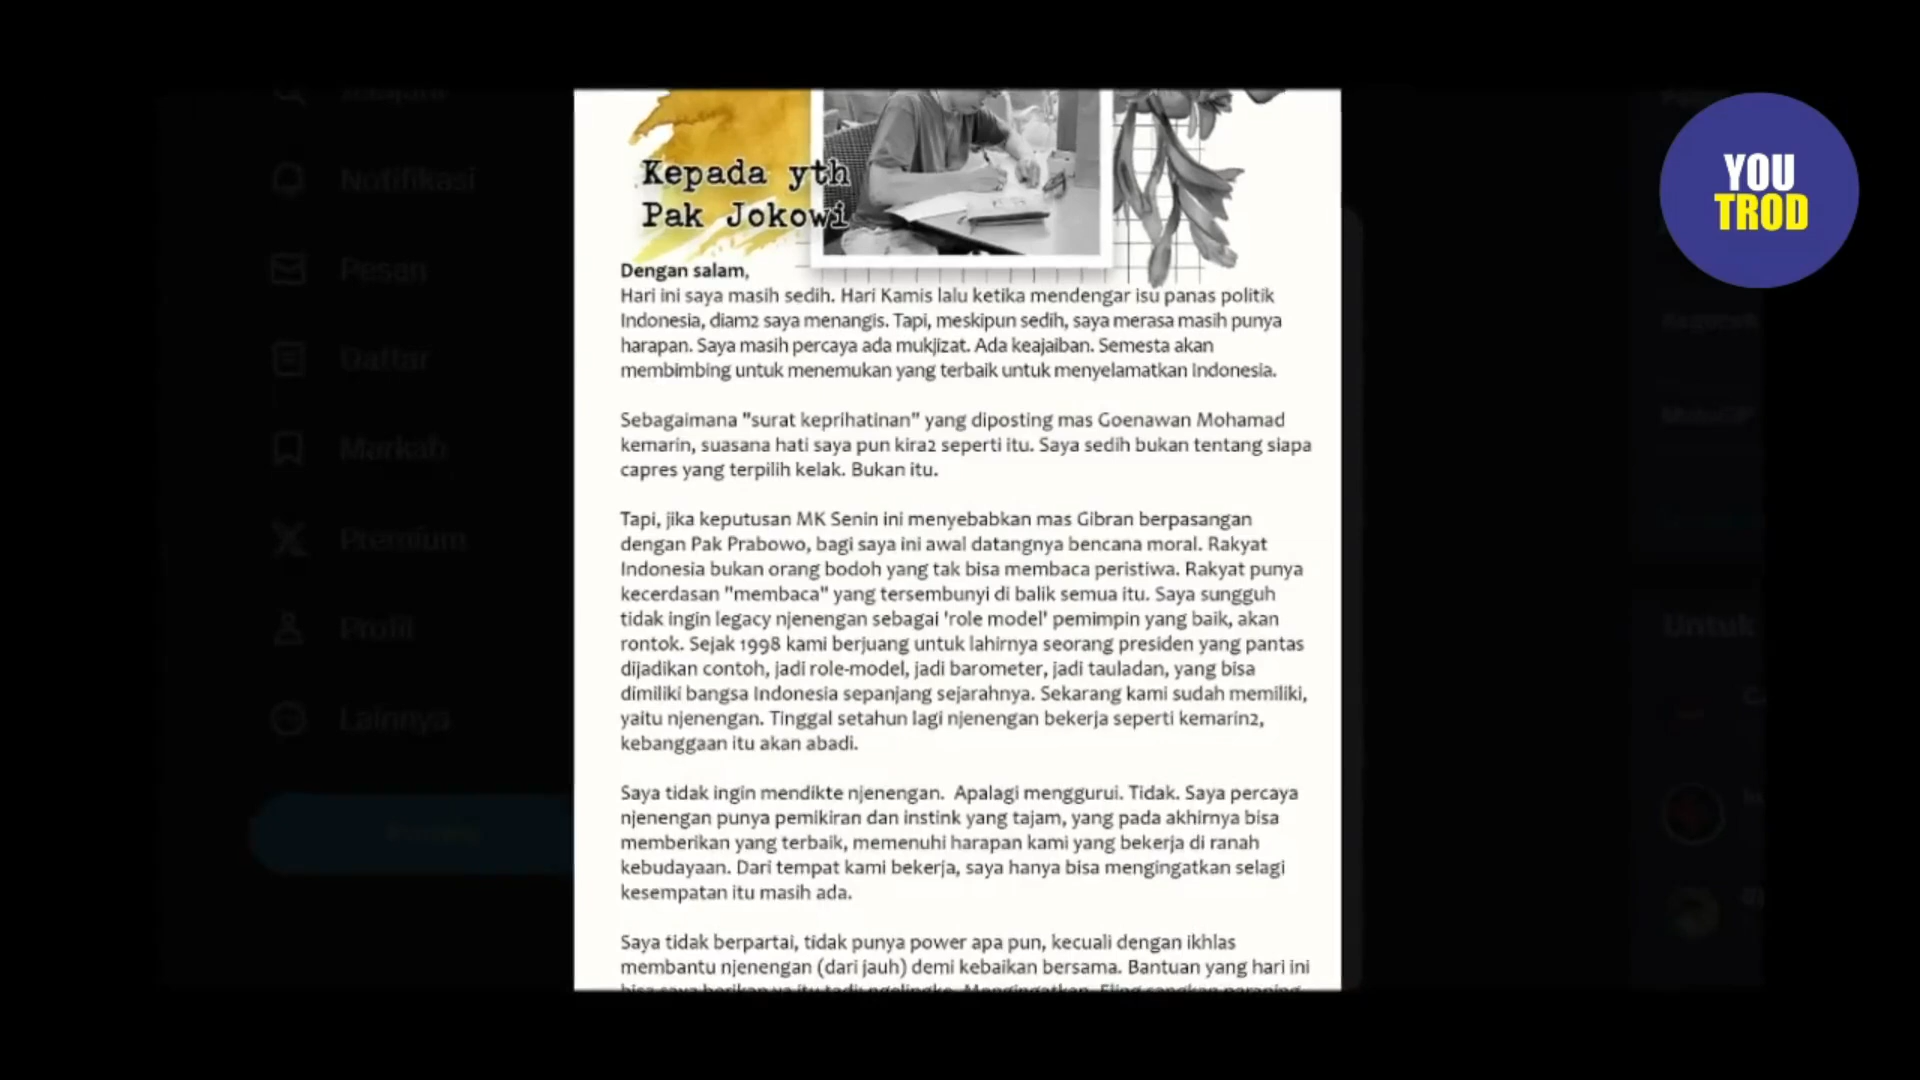 YOU
TROD
Notifikasi
Pesan
Daftar
Markah
Premium
Profil
Lainnya
Untuk
Kepada yth
Pak Jokowi
Dengan salam,
Hari ini saya masih sedih. Hari Kamis lalu ketika mendengar isu panas politik
Indonesia, diam2 saya menangis. Tapi, meskipun sedih, saya merasa masih punya
harapan. Saya masih percaya ada mukjizat. Ada keajaiban. Semesta akan
membimbing untuk menemukan yang terbaik untuk menyelamatkan Indonesia.
Sebagaimana "surat keprihatinan" yang diposting mas Goenawan Mohamad
kemarin, suasana hati saya pun kira2 seperti itu. Saya sedih bukan tentang siapa
capres yang terpilih kelak. Bukan itu.
Tapi, jika keputusan MK Senin ini menyebabkan mas Gibran berpasangan
dengan Pak Prabowo, bagi saya ini awal datangnya bencana moral. Rakyat
Indonesia bukan orang bodoh yang tak bisa membaca peristiwa. Rakyat punya
kecerdasan "membaca" yang tersembunyi di balik semua itu. Saya sungguh
tidak ingin legacy njenengan sebagai 'role model' pemimpin yang baik, akan
rontok. Sejak 1998 kami berjuang untuk lahirnya seorang presiden yang pantas
dijadikan contoh, jadi role-model, jadi barometer, jadi tauladan, yang bisa
dimiliki bangsa Indonesia sepanjang sejarahnya. Sekarang kami sudah memiliki,
yaitu njenengan. Tinggal setahun lagi njenengan bekerja seperti kemarin2,
kebanggaan itu akan abadi.
Saya tidak ingin mendikte njenengan. Apalagi menggurui. Tidak. Saya percaya
njenengan punya pemikiran dan instink yang tajam, yang pada akhirnya bisa
memberikan yang terbaik, memenuhi harapan kami yang bekerja di ranah
kebudayaan. Dari tempat kami bekerja, saya hanya bisa mengingatkan selagi
kesempatan itu masih ada.
Saya tidak berpartai, tidak punya power apa pun, kecuali dengan ikhlas
membantu njenengan (dari jauh) demi kebaikan bersama. Bantuan yang hari ini